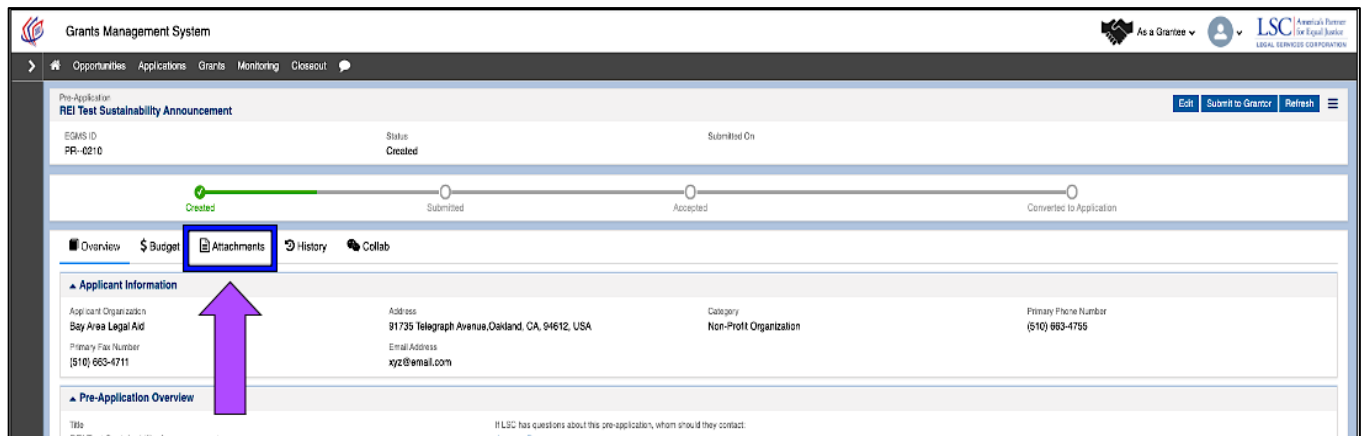 Grants Management System
As a Grantee
LSC America's Partner for Equal Justice
LEGAL SERVICES CORPORATION
Opportunities Applications Grants Monitoring Closeout
Pre-Application
REI Test Sustainability Announcement
Edit Submit to Grantor Refresh
EGMS ID Status Submitted On
PR--0210 Created
Created Submitted Accepted Converted to Application
Overview $ Budget Attachments History Collab
Applicant Information
Applicant Organization Address Category Primary Phone Number
Bay Area Legal Aid 91735 Telegraph Avenue,Oakland, CA, 94612, USA Non-Profit Organization (510) 663-4755
Primary Fax Number Email Address
(510) 663-4711 xyz@email.com
Pre-Application Overview
Title If LSC has questions about this pre-application, whom should they contact: